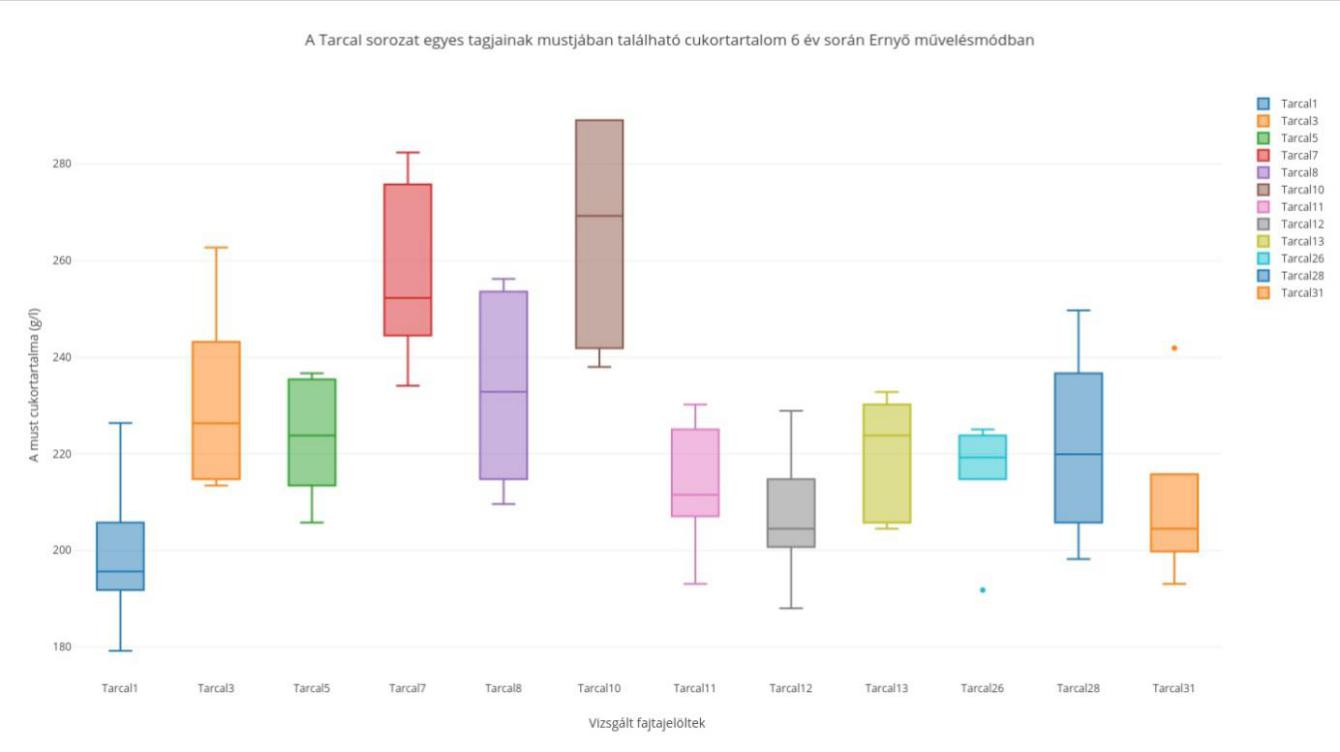 A Tarcal sorozat egyes tagjainak mustjában található cukortartalom 6 év során Ernyő művelésmódban
Tarcal1
Tarcal3
Tarcal5
Tarcal7
Tarcal8
Tarcal10
Tarcal11
Tarcal12
Tarcal13
Tarcal26
Tarcal28
Tarcal31
A must cukortartalma (g/l)
280
260
240
220
200
180
Tarcal1 Tarcal3 Tarcal5 Tarcal7 Tarcal8 Tarcal10 Tarcal11 Tarcal12 Tarcal13 Tarcal26 Tarcal28 Tarcal31
Vizsgált fajtajelöltek